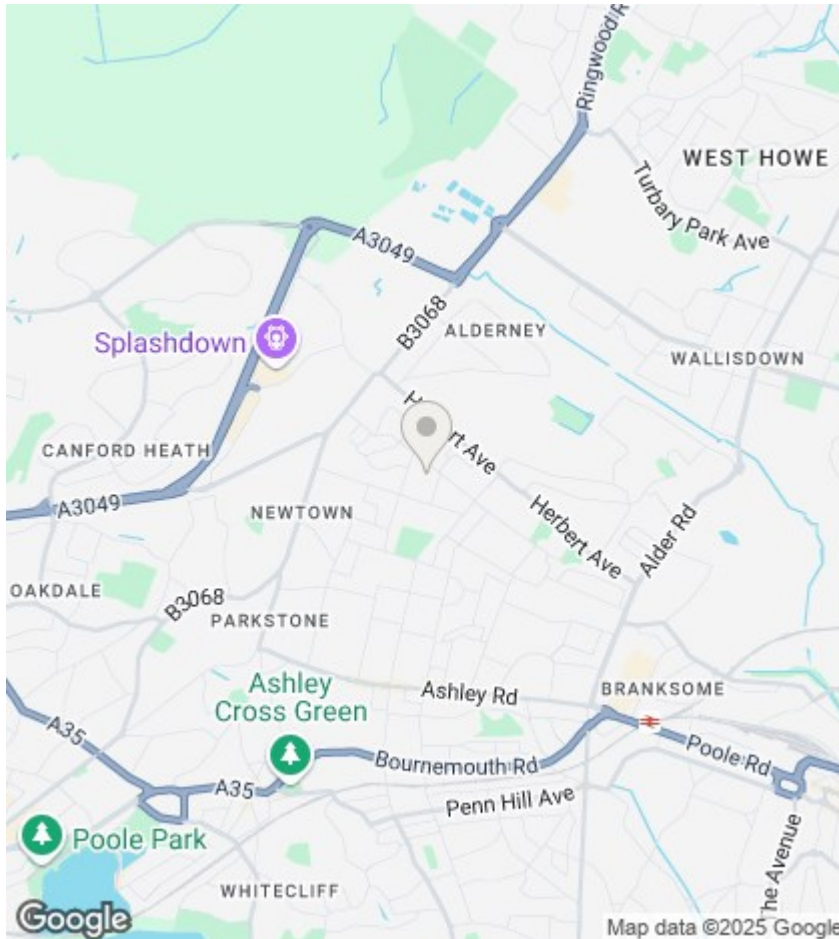 Ringwood R
WEST HOWE
Turbary Park Ave
A3049
B3068
ALDERNEY
Splashdown
WALLISDOWN
Herbert Ave
CANFORD HEATH
A3049
NEWTOWN
Herbert Ave
Alder Rd
OAKDALE
B3068
PARKSTONE
Ashley
Cross Green
Ashley Rd
BRANKSOME
A35
A35
Bournemouth Rd
Poole Rd
Penn Hill Ave
Poole Park
The Avenue
WHITECLIFF
Google
Map data ©2025 Google